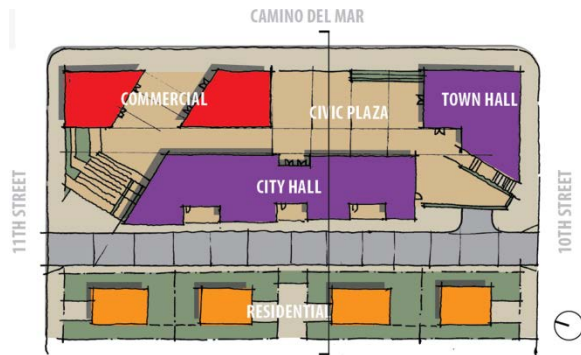 CAMINO DEL MAR
COMMERCIAL
CIVIC PLAZA
TOWN HALL
CITY HALL
11TH STREET
10TH STREET
RESIDENTIAL